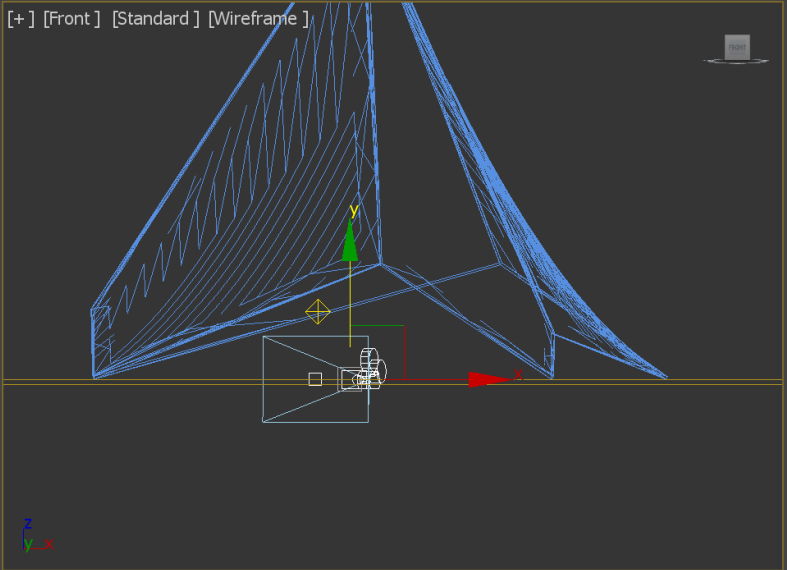 [+ ] [Front ] [Standard ] [Wireframe ]
FRONT
y
x
z
y x